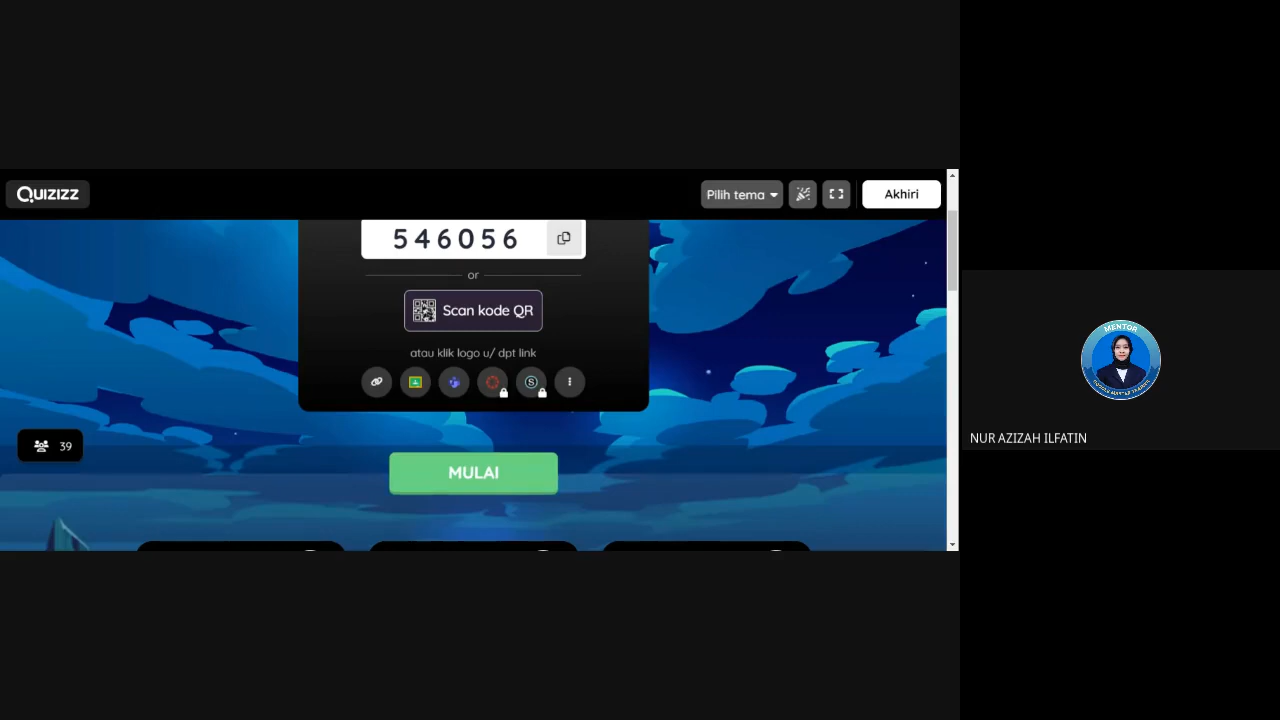 QUIZIZZ
Pilih tema
Akhiri
546056
or
Scan kode QR
atau klik logo u/ dpt link
S
39
MULAI
MENTOR
NUR AZIZAH ILFATIN